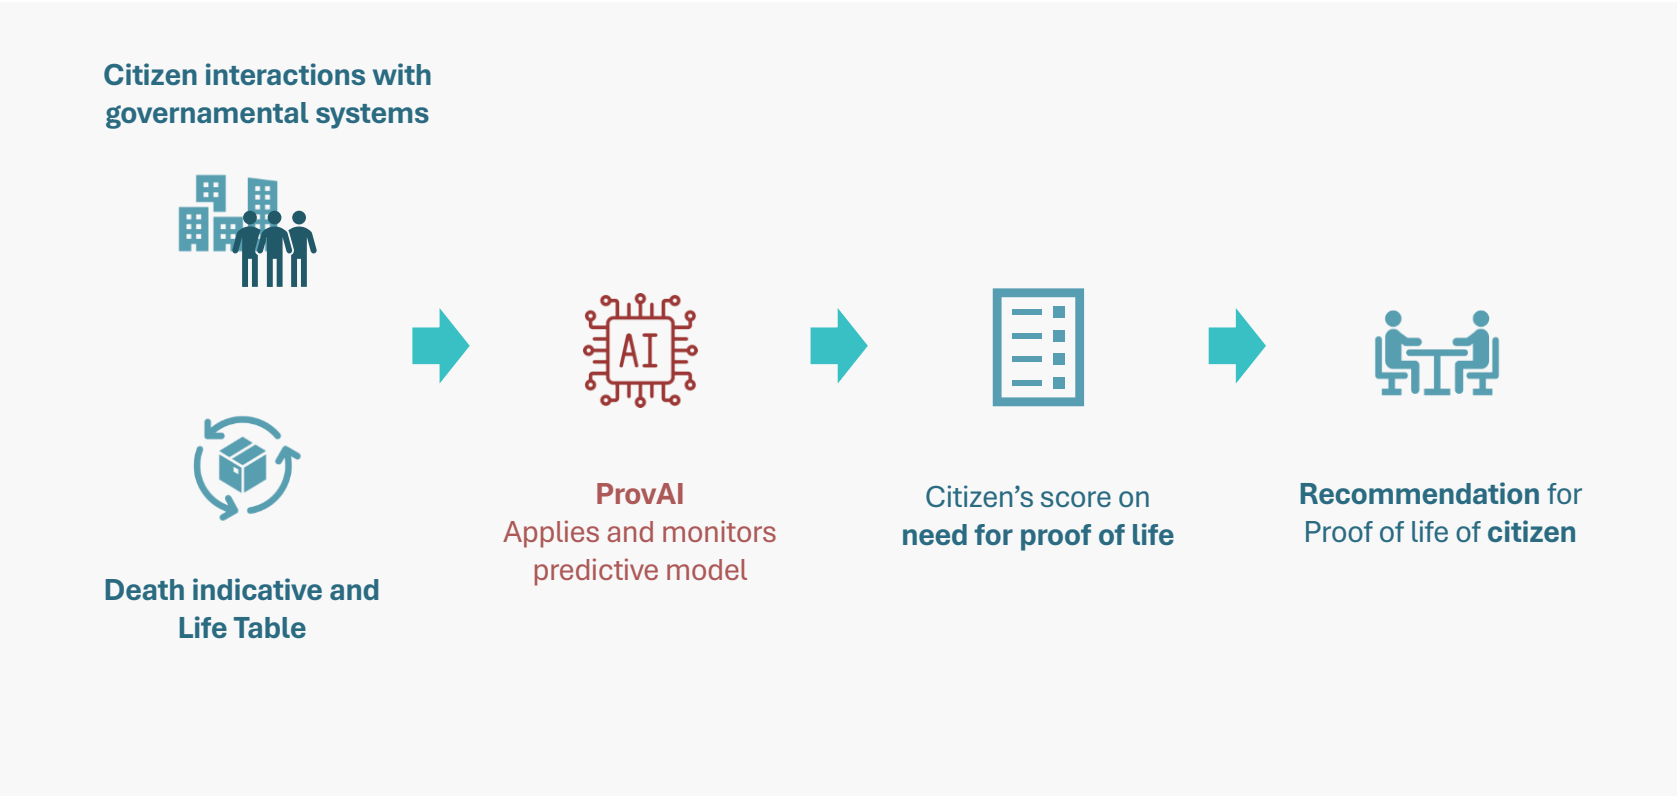 Citizen interactions with
governamental systems
Death indicative and
Life Table
AI
ProvAI
Applies and monitors
predictive model
Citizen’s score on
need for proof of life
Recommendation for
Proof of life of citizen